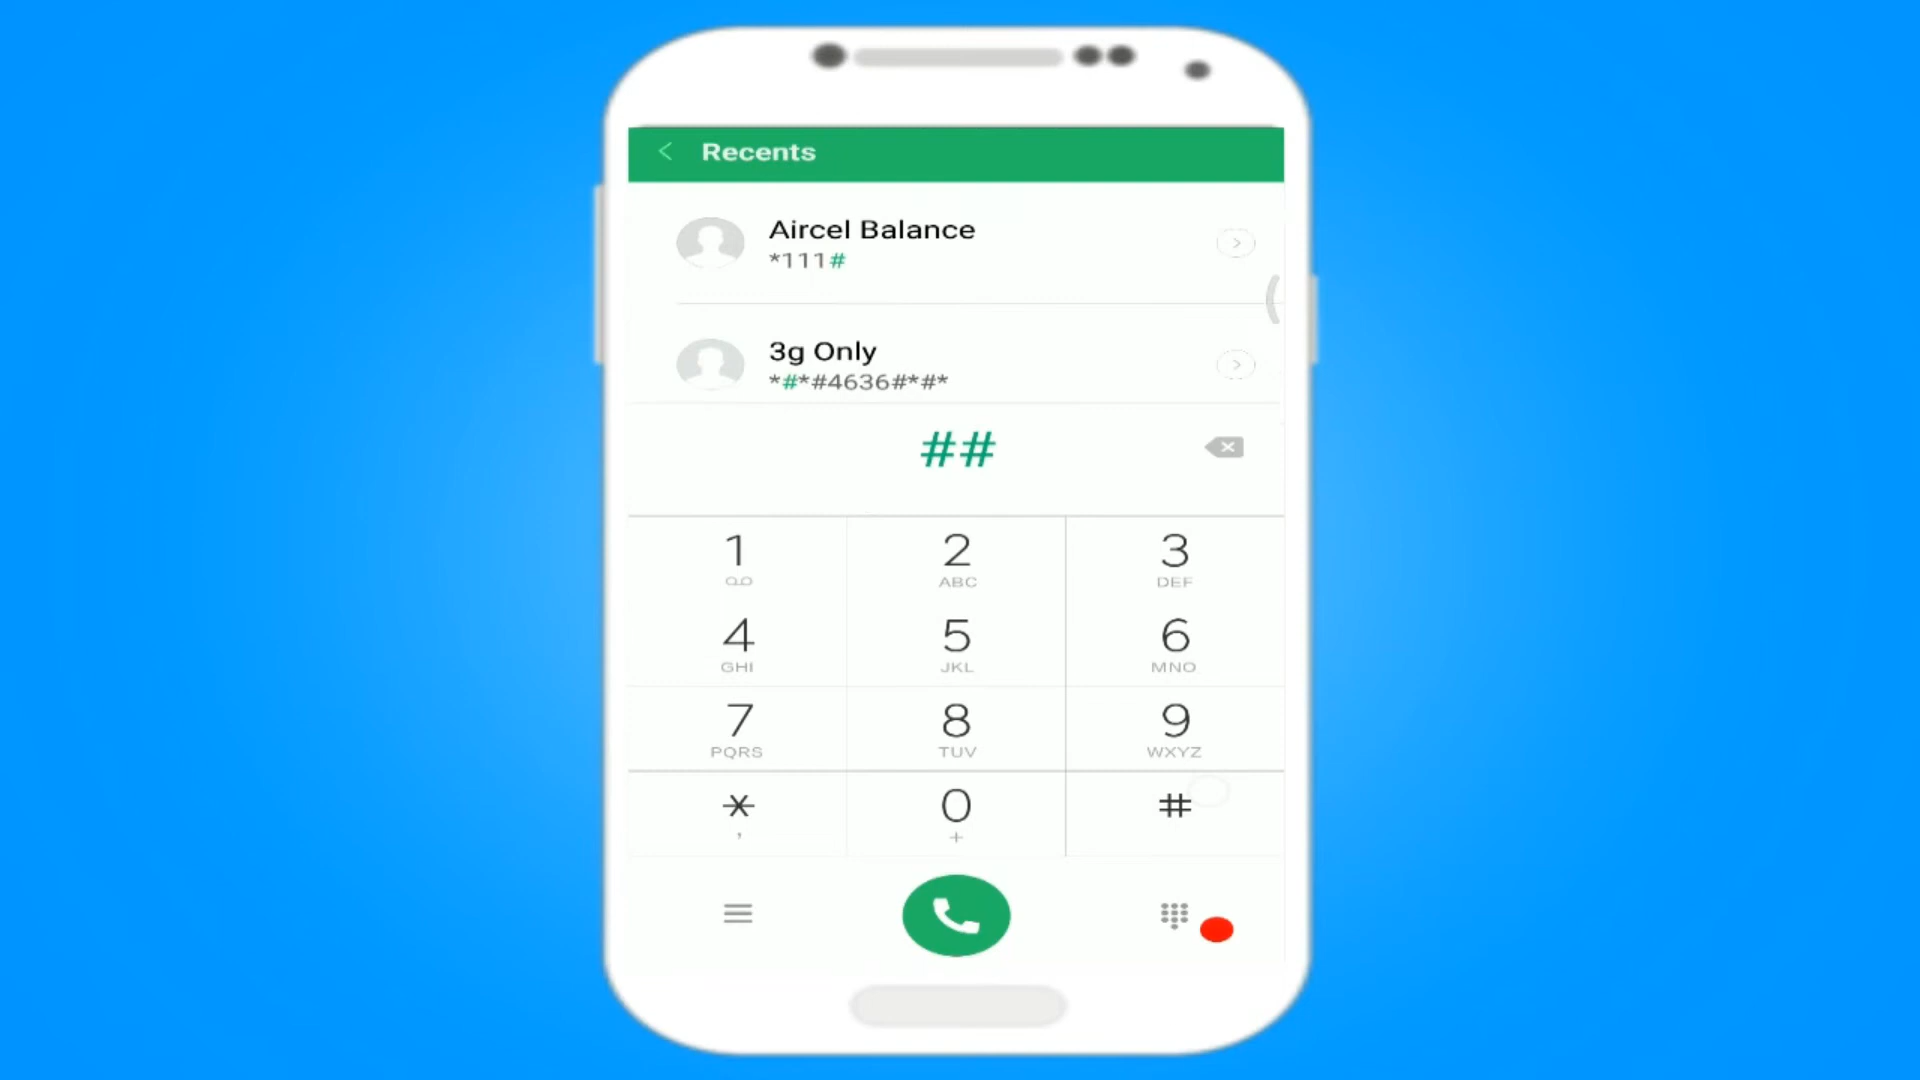 Recents
Aircel Balance
*111#
3g Only
*#*#4636#*#*
##
1 2 3
ABC DEF
4 5 6
GHI JKL MNO
7 8 9
PQRS TUV WXYZ
* 0 #
, +